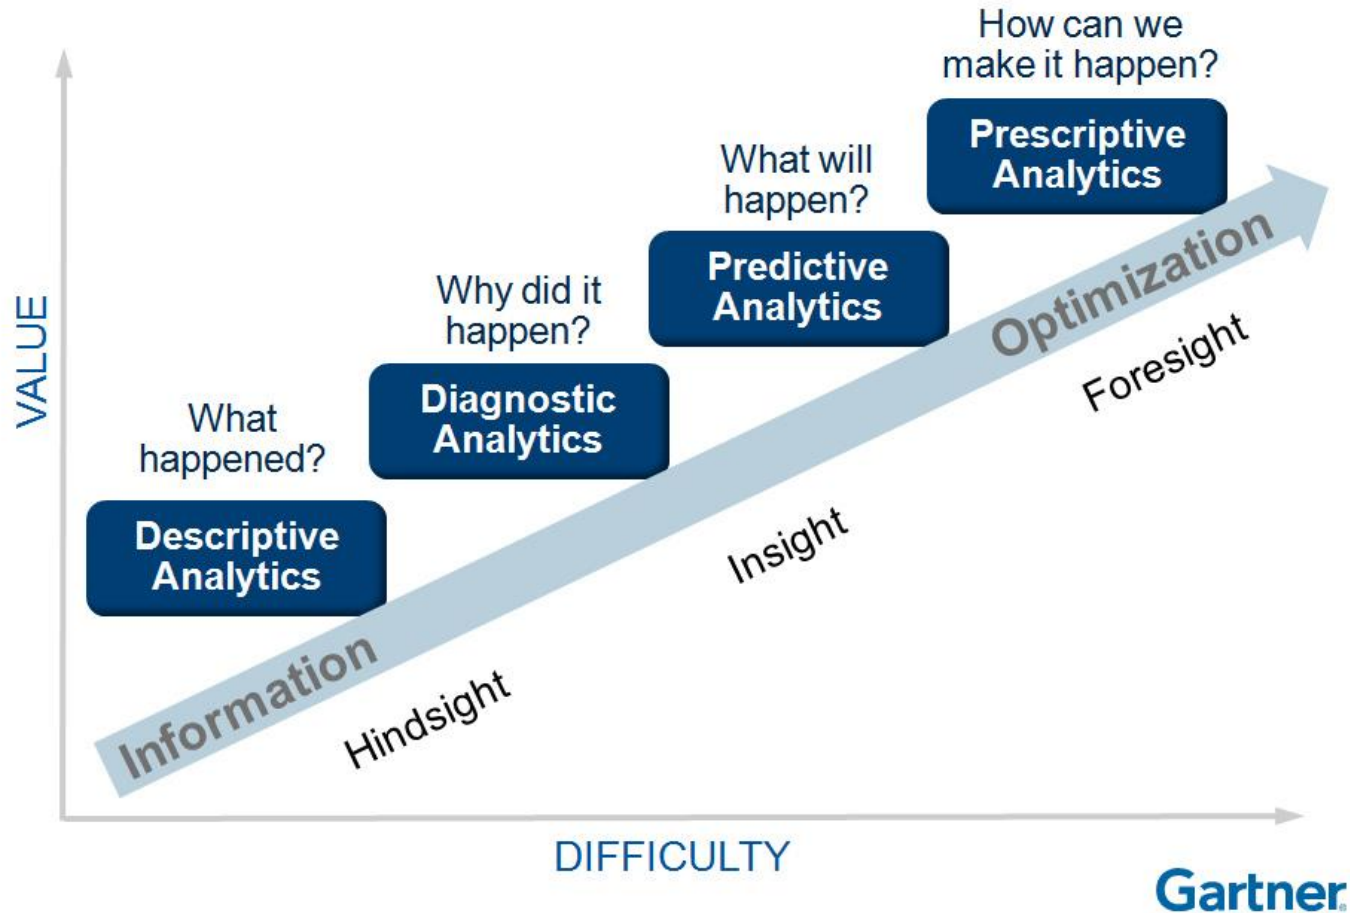 How can we
make it happen?
Prescriptive
Analytics
What will
happen?
Predictive
Analytics
Why did it
happen?
Diagnostic
Analytics
What
happened?
Descriptive
Analytics
VALUE
Information
Optimization
Hindsight
Insight
Foresight
DIFFICULTY
Gartner